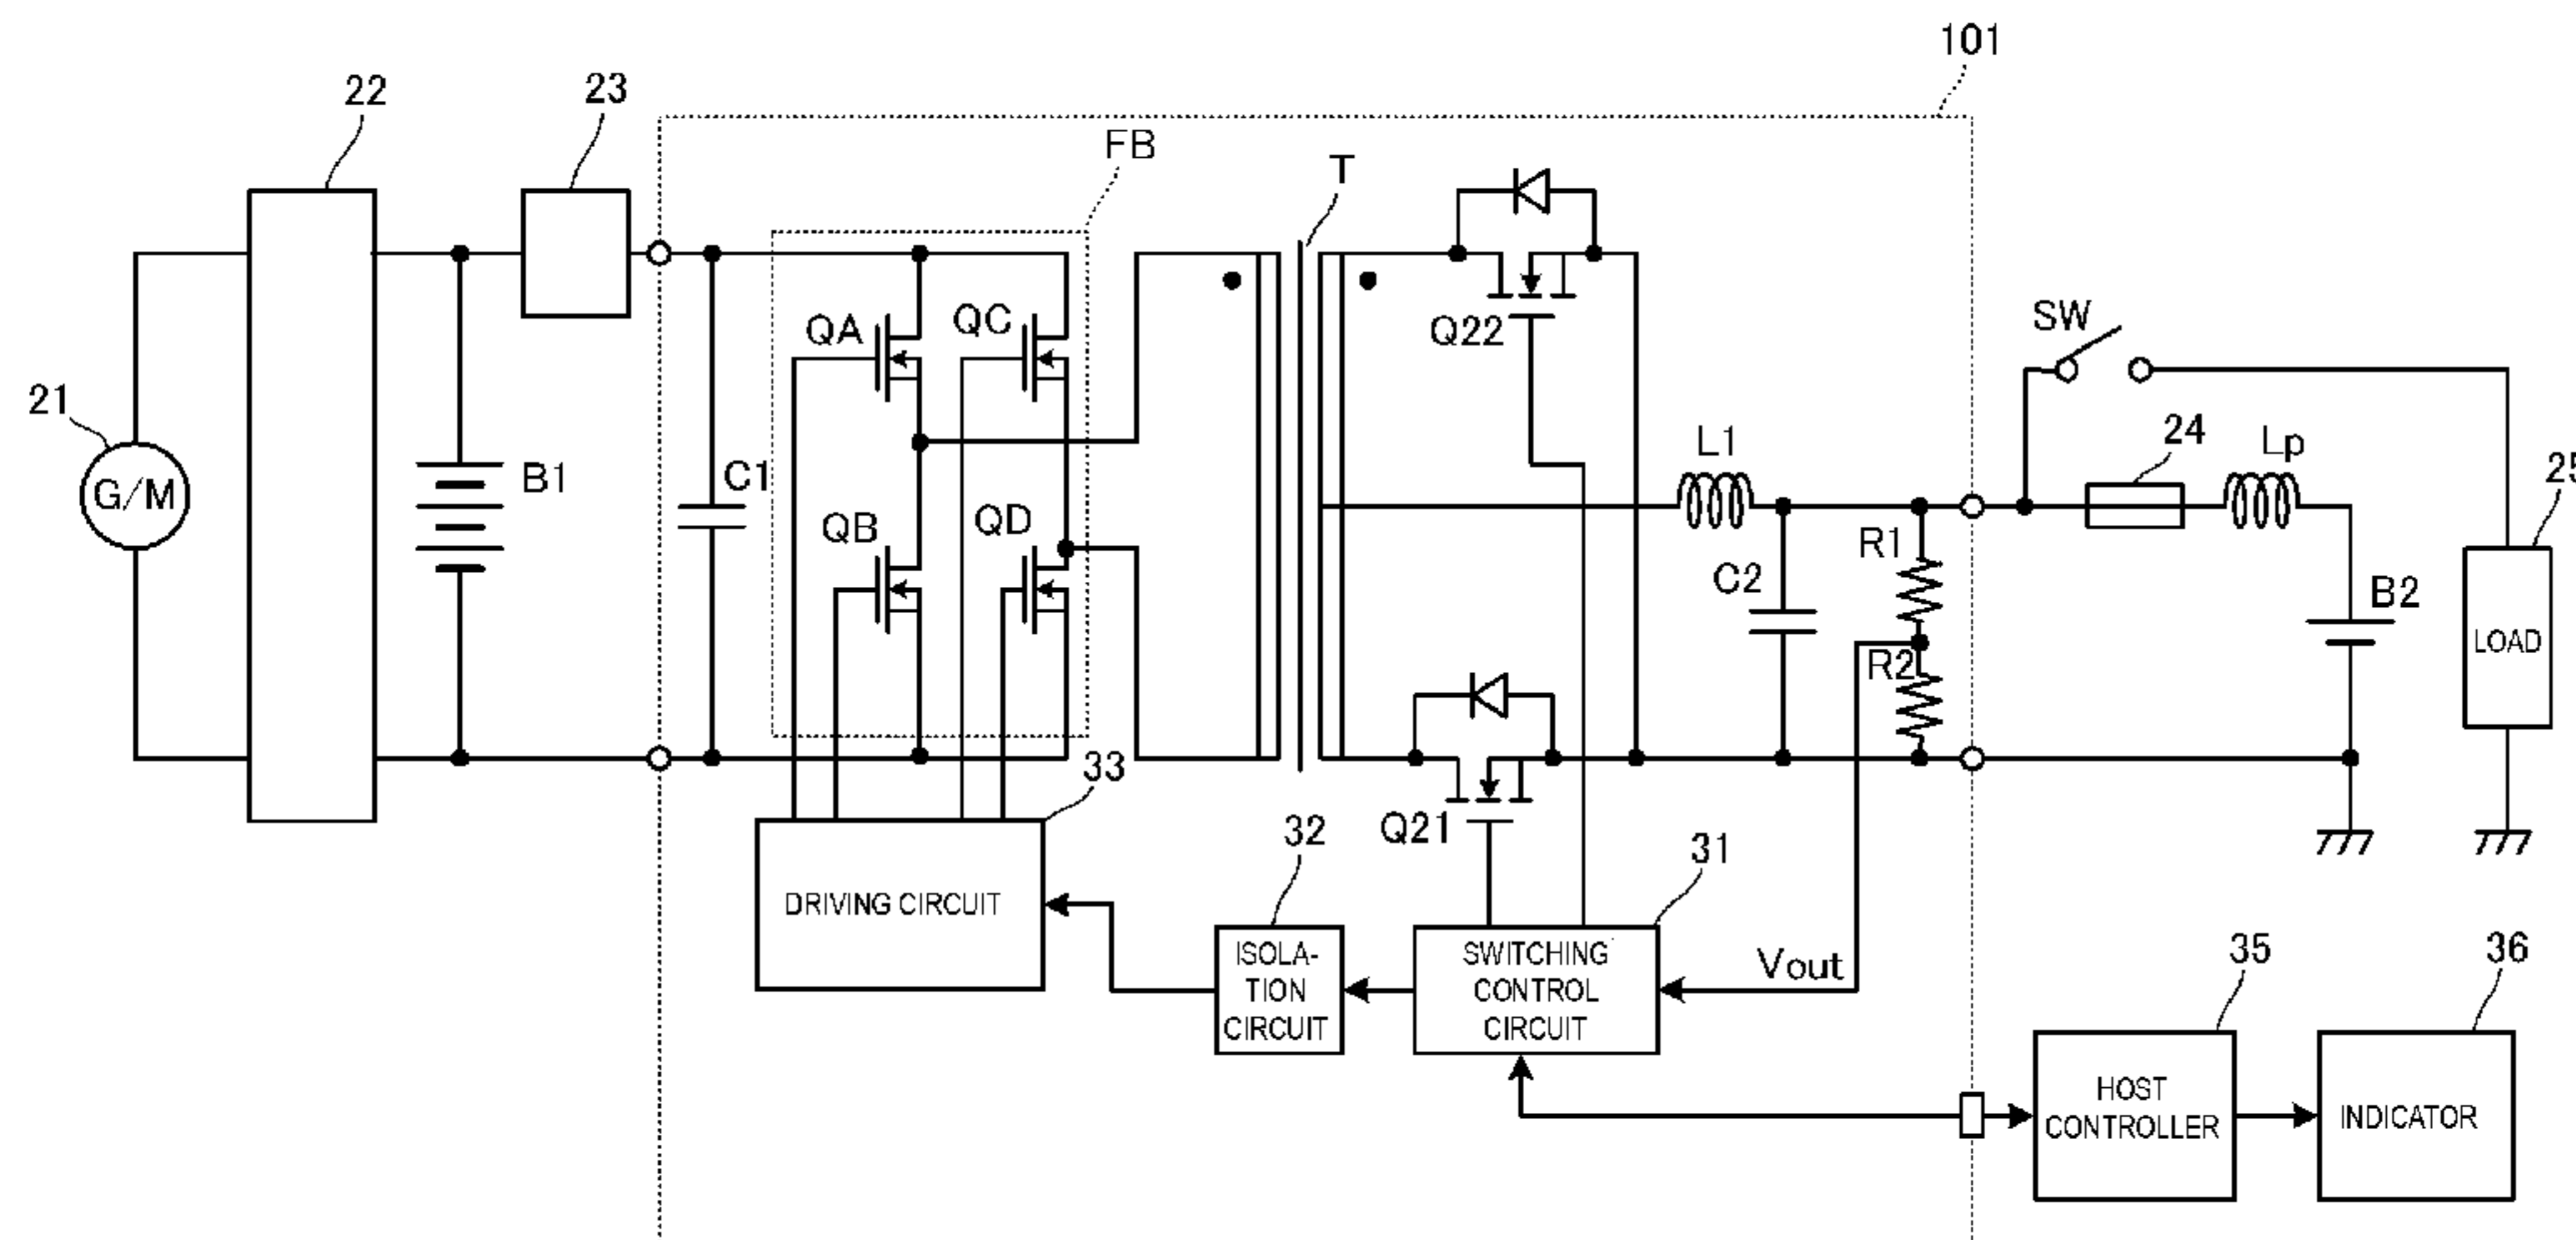 101
22
23
FB
T
QA
QC
Q22
SW
21
G/M
B1
C1
L1
24
Lp
25
QB
QD
R1
C2
B2
R2
LOAD
33
Q21
32
31
DRIVING CIRCUIT
ISOLA-
TION
CIRCUIT
SWITCHING
CONTROL
CIRCUIT
Vout
35
36
HOST
CONTROLLER
INDICATOR